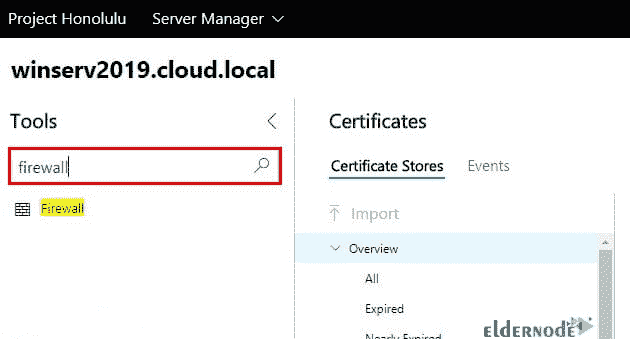 Project Honolulu Server Manager
winserv2019.cloud.local
Tools
firewall
Firewall
Certificates
Certificate Stores Events
Import
Overview
All
Expired
Nearly Expired
ELDERNODE